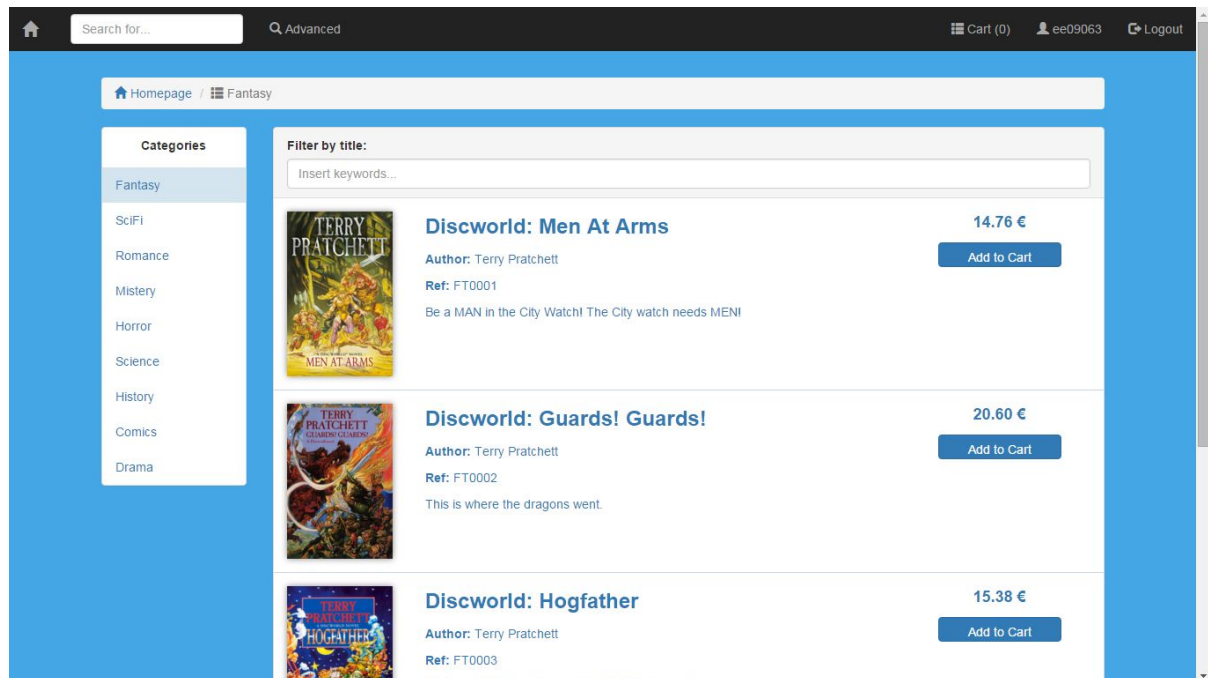 Search for...
Advanced
Cart (0)
ee09063
Logout
Homepage / Fantasy
Categories
Fantasy
SciFi
Romance
Mistery
Horror
Science
History
Comics
Drama
Filter by title:
Insert keywords...
TERRY
PRATCHETT
MEN AT ARMS
Discworld: Men At Arms
Author: Terry Pratchett
Ref: FT0001
Be a MAN in the City Watch! The City watch needs MEN!
14.76 €
Add to Cart
TERRY
PRATCHETT
GUARDS! GUARDS!
Discworld: Guards! Guards!
Author: Terry Pratchett
Ref: FT0002
This is where the dragons went.
20.60 €
Add to Cart
TERRY
PRATCHETT
HOGFATHER
Discworld: Hogfather
Author: Terry Pratchett
Ref: FT0003
15.38 €
Add to Cart